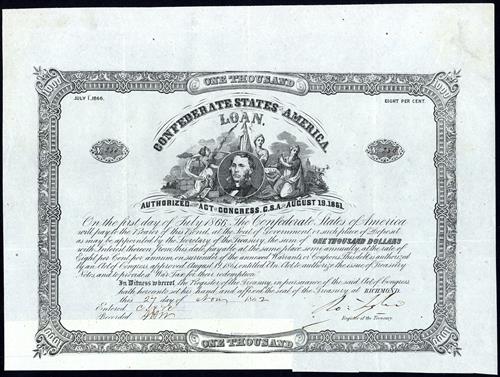 ONE THOUSAND
JULY 1, 1866.
EIGHT PER CENT.
CONFEDERATE STATES OF AMERICA
LOAN,
AUTHORIZED BY ACT OF CONGRESS, C.S.A. OF AUGUST 19, 1861.
On the first day of July 1866, The Confederate States of America
will pay to the Bearer of this Bond, at the Seat of Government, or such place of Deposit
as may be appointed by the Secretary of the Treasury, the sum of ONE THOUSAND DOLLARS
with Interest thereon from this date, payable at the same place, semi-annually, at the rate of
Eight per Cent per annum, on surrender of the annexed Warrants or Coupons. This debt is authorized
by an Act of Congress, approved August 19, 1861, entitled "An Act to authorize the issue of Treasury
Notes, and to provide a War Tax for their redemption."
In Witness whereof, the Register of the Treasury, in pursuance of the said Act of Congress
hath hereunto set his hand and affixed the seal of the Treasury, at RICHMOND,
this 27 day of Nov 1862
Entered
Recorded
Register of the Treasury.
ONE THOUSAND